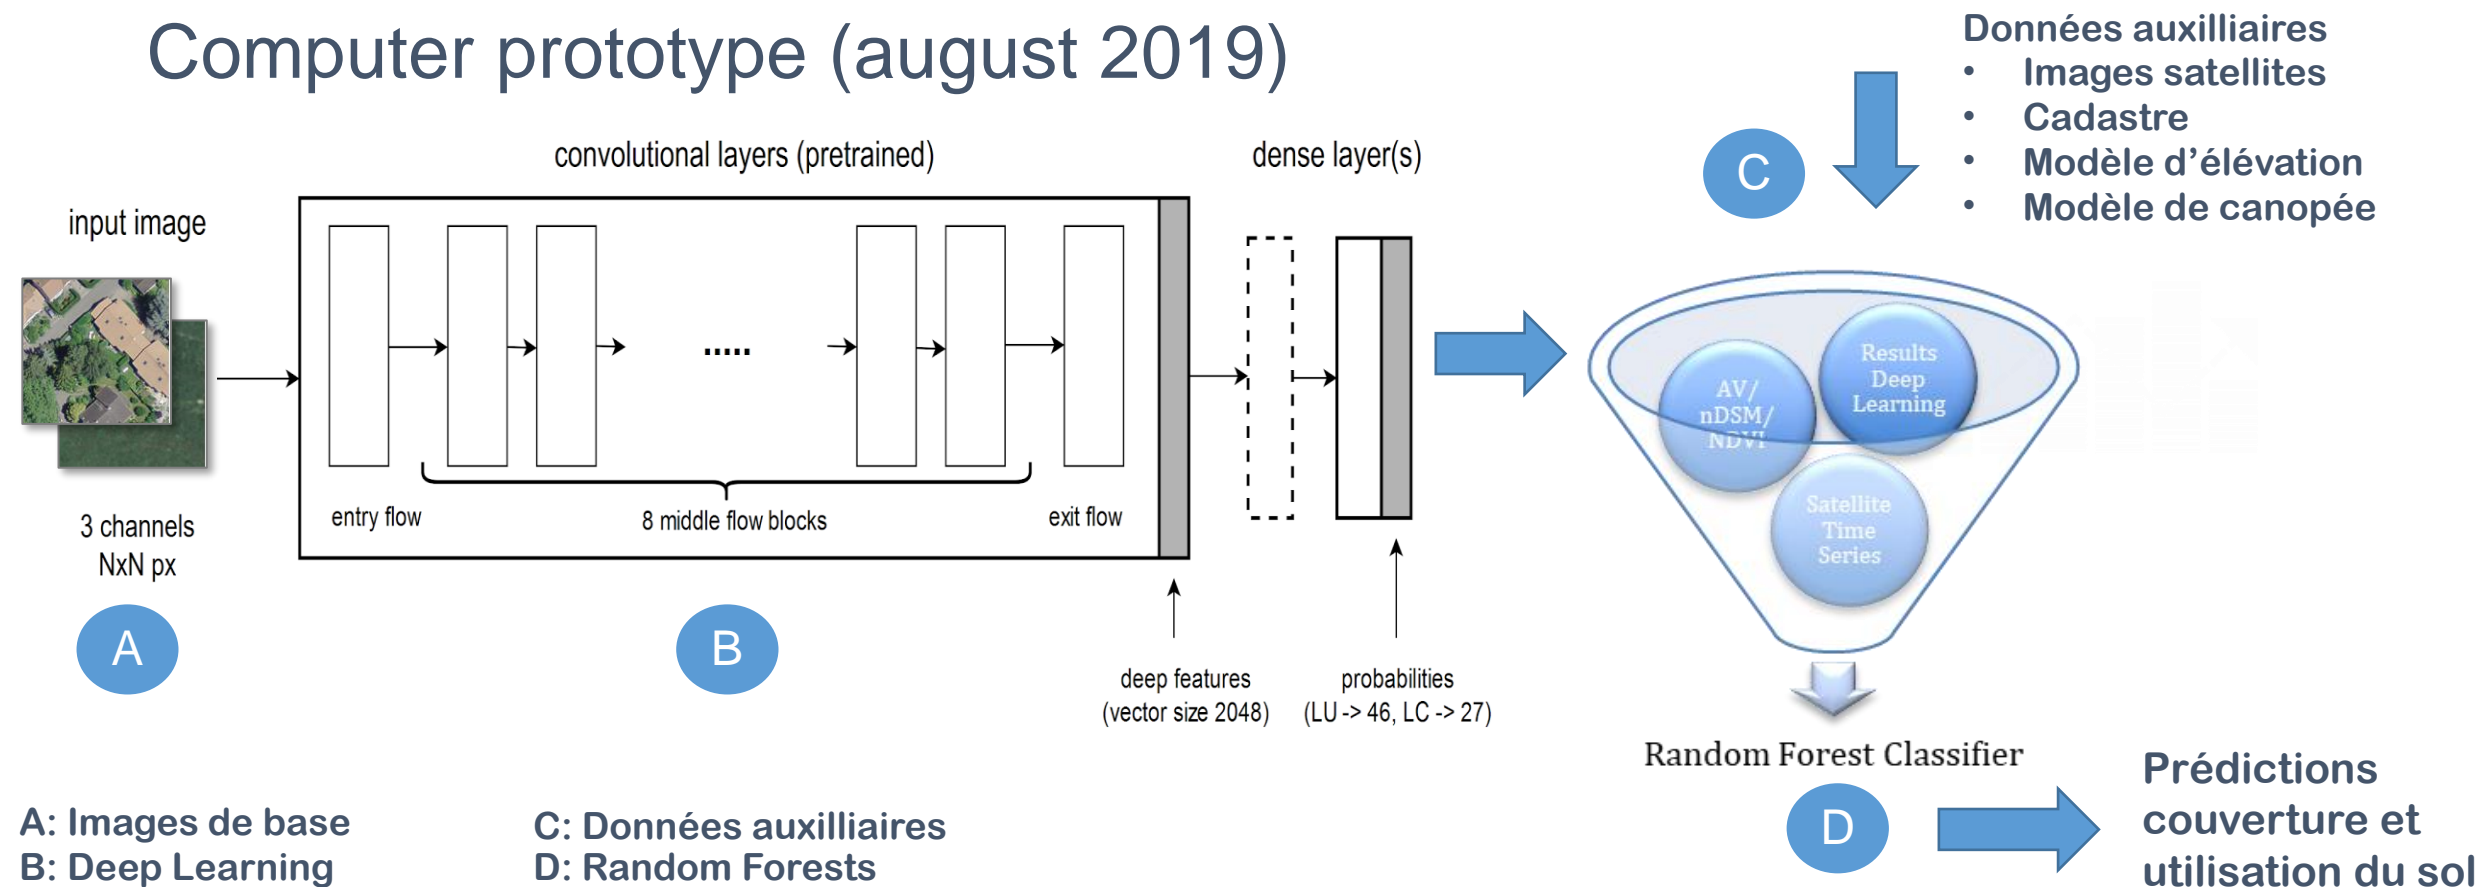 Computer prototype (august 2019)
Données auxilliaires
• Images satellites
• Cadastre
• Modèle d’élévation
• Modèle de canopée
C
convolutional layers (pretrained)
dense layer(s)
input image
.....
entry flow
8 middle flow blocks
exit flow
3 channels
NxN px
A
B
deep features
(vector size 2048)
probabilities
(LU -> 46, LC -> 27)
Results
Deep
Learning
AV/
nDSM/
NDVI
Satellite
Time
Series
Random Forest Classifier
D
Prédictions
couverture et
utilisation du sol
A: Images de base
B: Deep Learning
C: Données auxilliaires
D: Random Forests